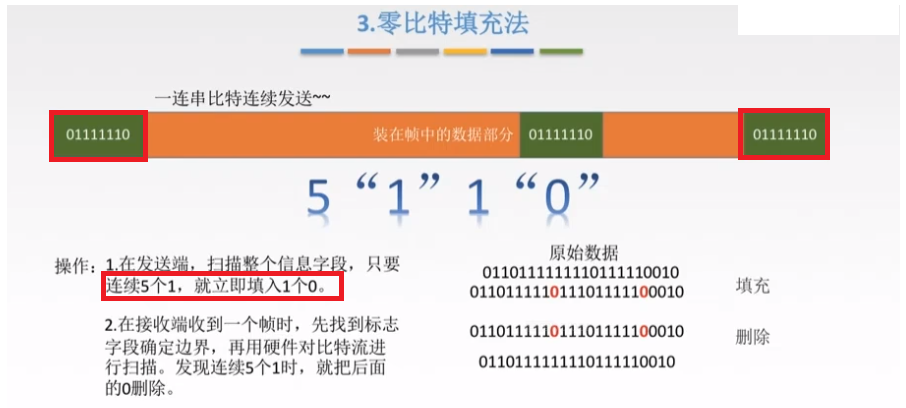 3.零比特填充法
一连串比特连续发送~~
01111110
装在帧中的数据部分
01111110
01111110
5“1”1“0”
操作：1.在发送端，扫描整个信息字段，只要
连续5个1，就立即填入1个0。
2.在接收端收到一个帧时，先找到标志
字段确定边界，再用硬件对比特流进
行扫描。发现连续5个1时，就把后面
的0删除。
原始数据
0110111111110111110010
011011111011101111100010
填充
011011111011101111100010
删除
0110111111110111110010